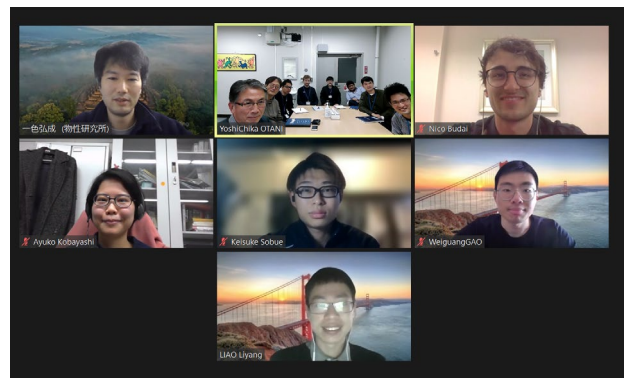 一色弘成 (物性研究所)
YoshiChika OTANI
Nico Budai
Ayuko Kobayashi
Keisuke Sobue
WeiguangGAO
LIAO Liyang